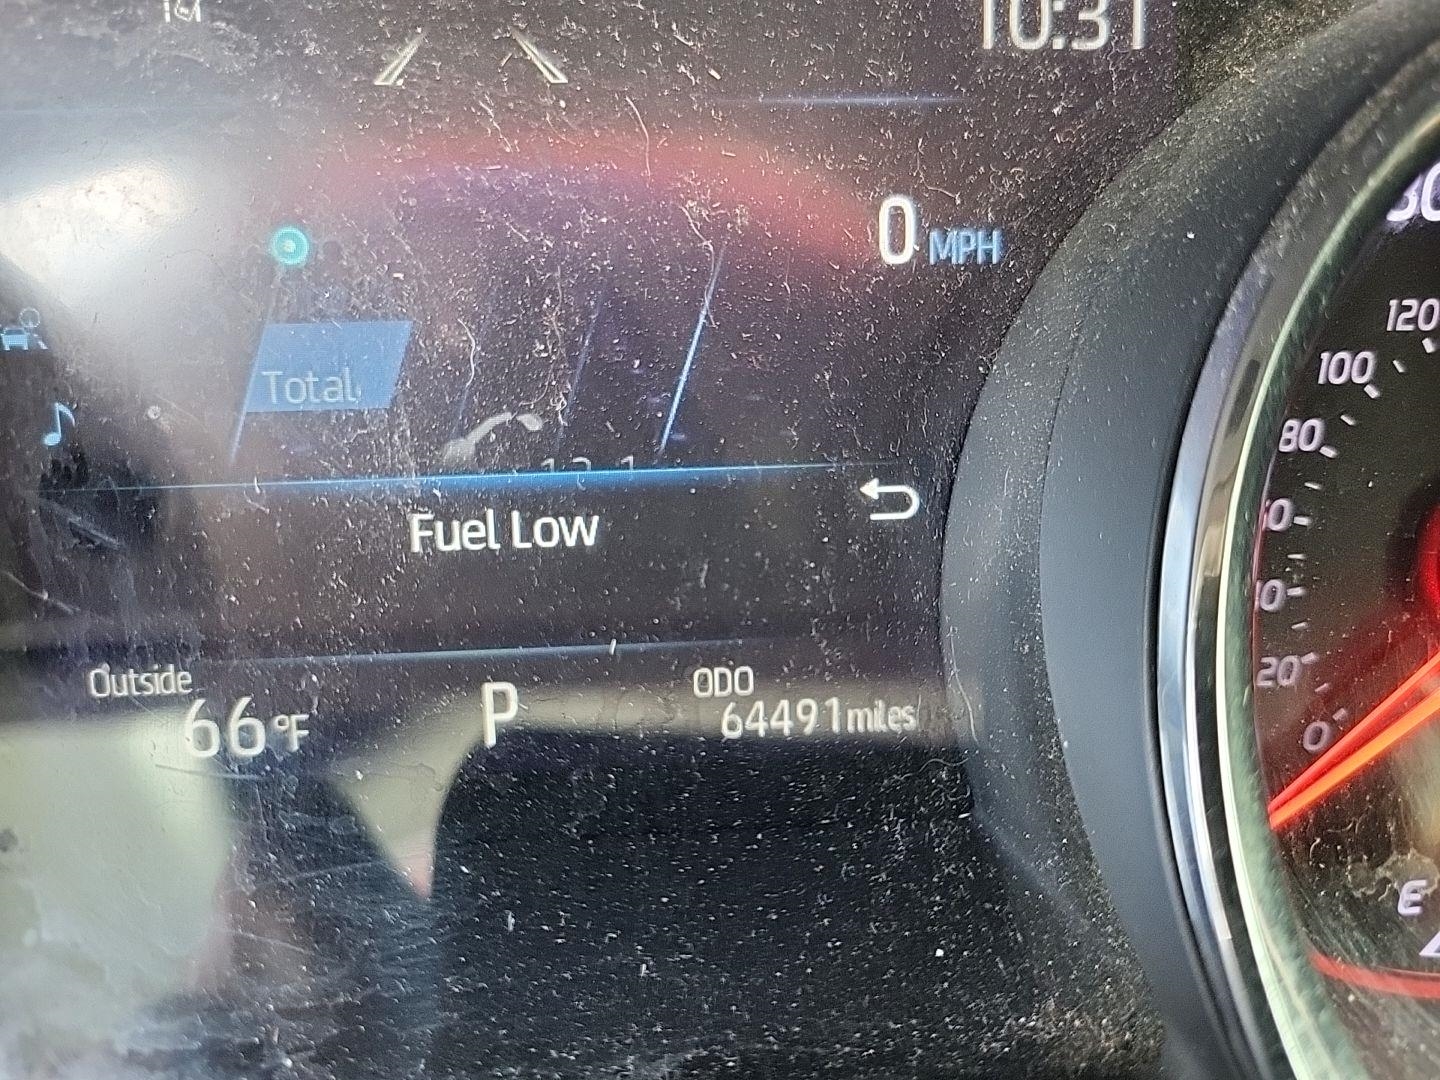 10:31
0 MPH
Total
Fuel Low
Outside
66°F
P
ODO
64491 miles
120
100
80
20
0
E